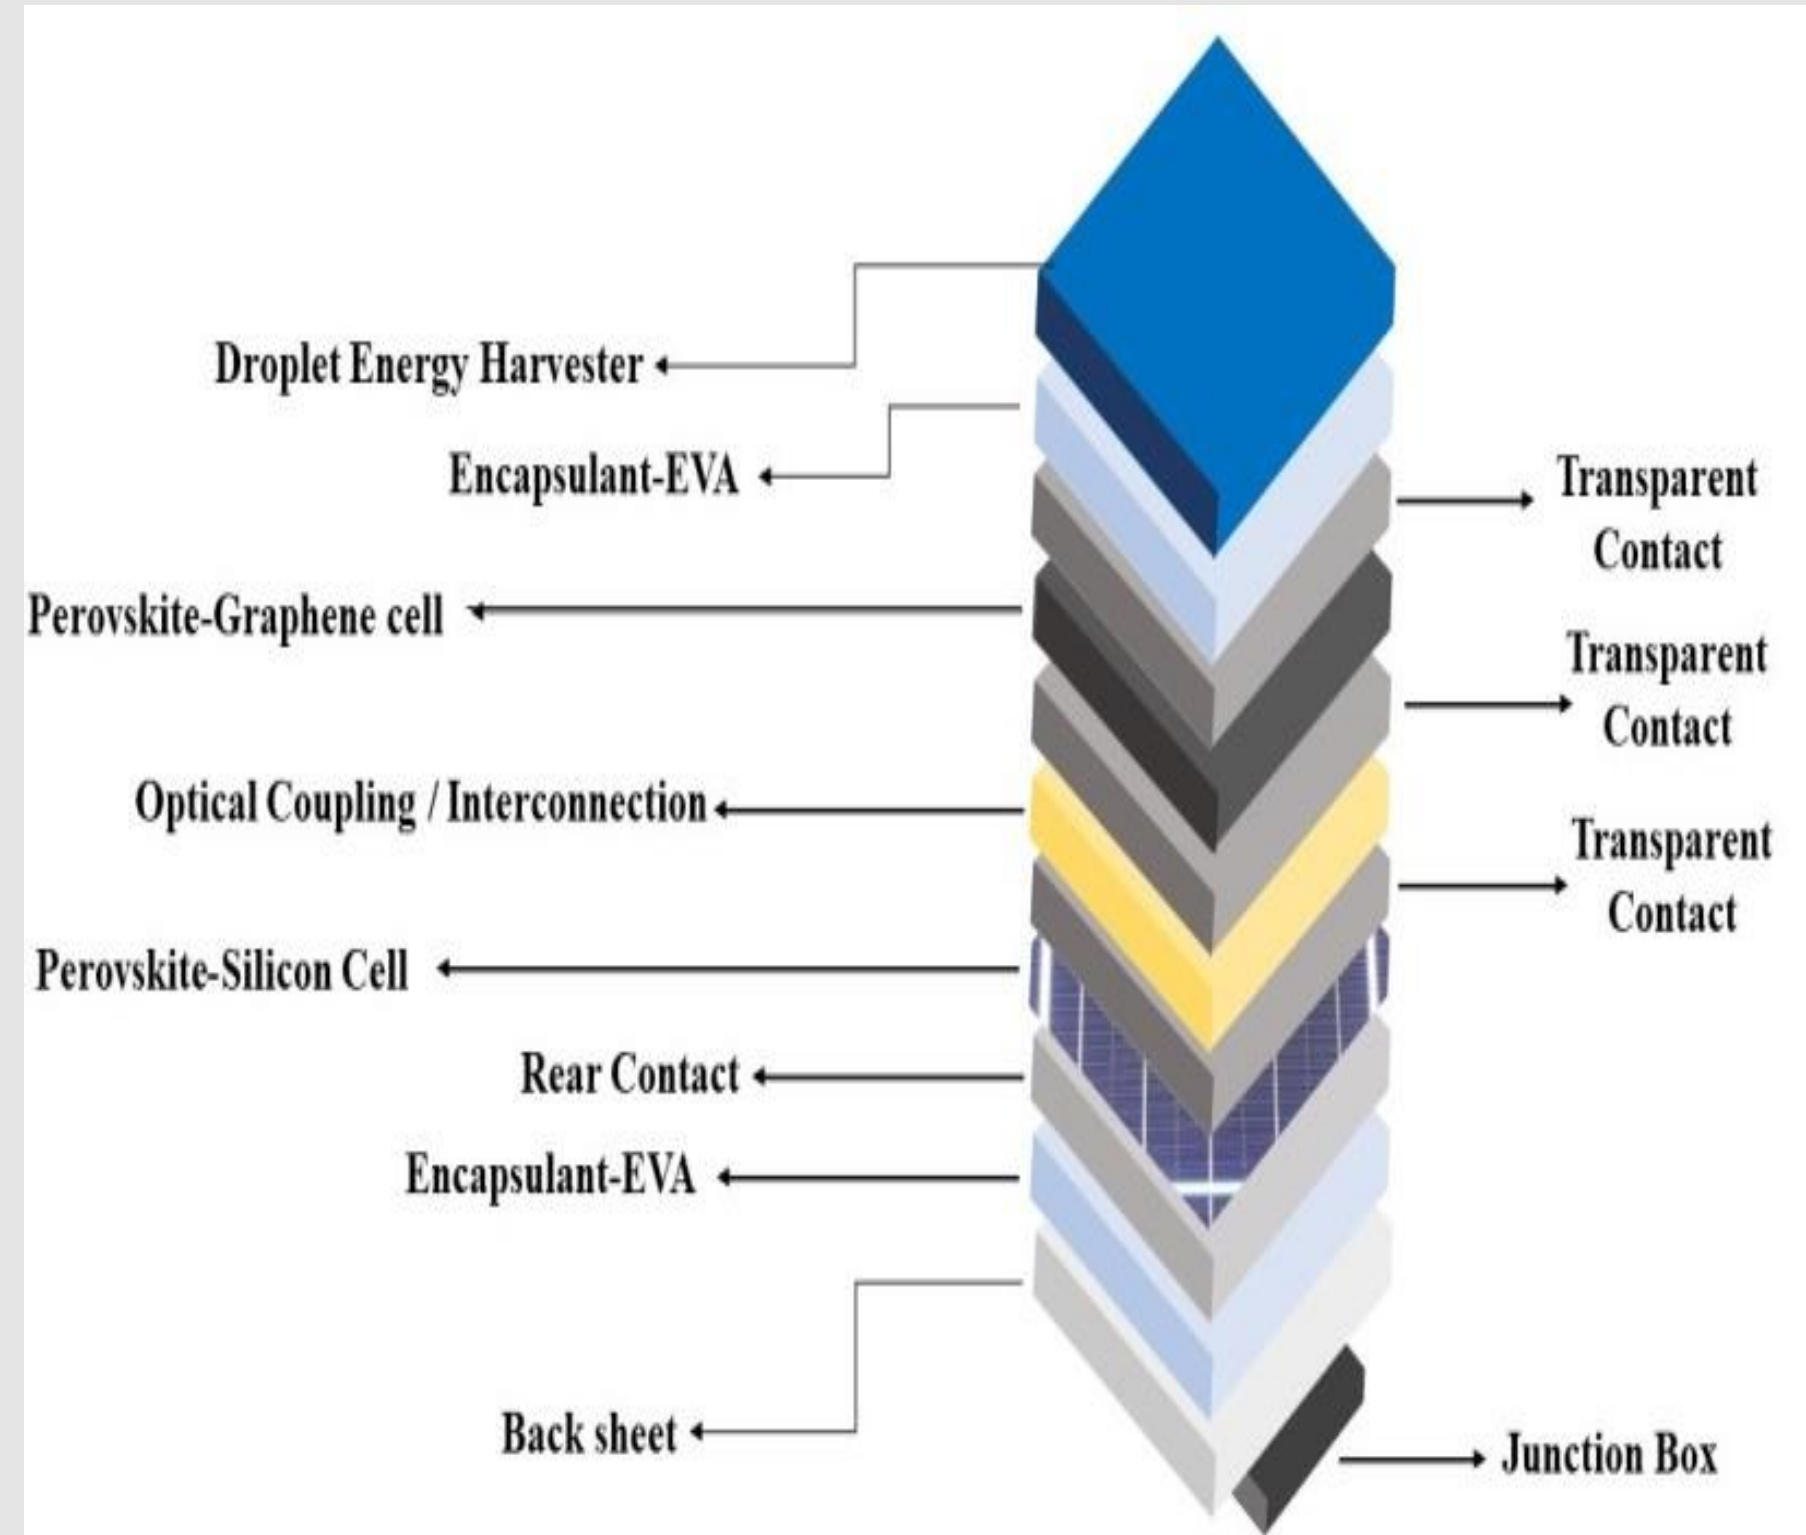 Droplet Energy Harvester
Encapsulant-EVA
Transparent
Contact
Perovskite-Graphene cell
Transparent
Contact
Optical Coupling / Interconnection
Transparent
Contact
Perovskite-Silicon Cell
Rear Contact
Encapsulant-EVA
Back sheet
Junction Box